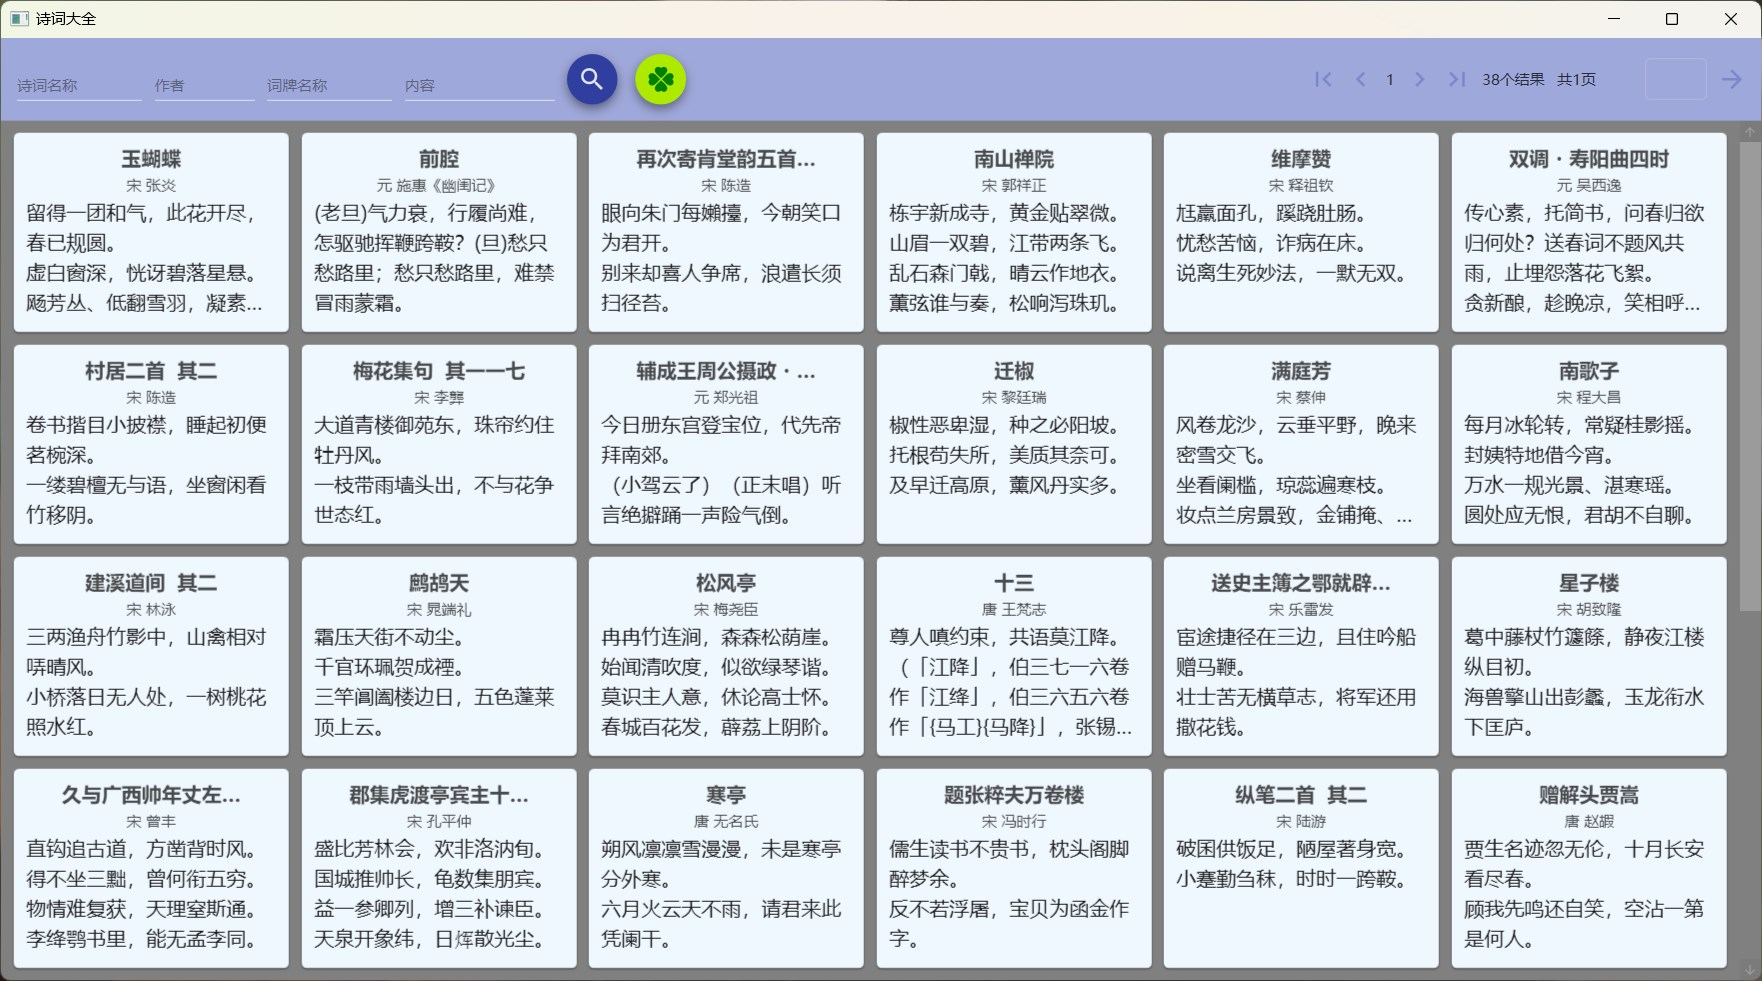 诗词大全
诗词名称 作者 词牌名称 内容 1 38个结果 共1页
玉蝴蝶
宋 张炎
留得一团和气，此花开尽，
春已规圆。
虚白窗深，恍讶碧落星悬。
飏芳丛、低翻雪羽，凝素…
前腔
元 施惠《幽闺记》
(老旦)气力衰，行履尚难，
怎驱驰挥鞭跨鞍？(旦)愁只
愁路里；愁只愁路里，难禁
冒雨蒙霜。
再次寄肯堂韵五首…
宋 陈造
眼向朱门每嬾擡，今朝笑口
为君开。
别来却喜人争席，浪遣长须
扫径苔。
南山禅院
宋 郭祥正
栋宇新成寺，黄金贴翠微。
山眉一双碧，江带两条飞。
乱石森门戟，晴云作地衣。
薰弦谁与奏，松响泻珠玑。
维摩赞
宋 释祖钦
尪羸面孔，蹊跷肚肠。
忧愁苦恼，诈病在床。
说离生死妙法，一默无双。
双调·寿阳曲四时
元 吴西逸
传心素，托简书，问春归欲
归何处？送春词不题风共
雨，止埋怨落花飞絮。
贪新酿，趁晚凉，笑相呼…
村居二首 其二
宋 陈造
卷书揩目小披襟，睡起初便
茗椀深。
一缕碧檀无与语，坐窗闲看
竹移阴。
梅花集句 其一一七
宋 李龏
大道青楼御苑东，珠帘约住
牡丹风。
一枝带雨墙头出，不与花争
世态红。
辅成王周公摄政·…
元 郑光祖
今日册东宫登宝位，代先帝
拜南郊。
（小驾云了）（正末唱）听
言绝擗踊一声险气倒。
迁椒
宋 黎廷瑞
椒性恶卑湿，种之必阳坡。
托根苟失所，美质其奈可。
及早迁高原，薰风丹实多。
满庭芳
宋 蔡伸
风卷龙沙，云垂平野，晚来
密雪交飞。
坐看阑槛，琼蕊遍寒枝。
妆点兰房景致，金铺掩、…
南歌子
宋 程大昌
每月冰轮转，常疑桂影摇。
封姨特地借今宵。
万水一规光景、湛寒瑶。
圆处应无恨，君胡不自聊。
建溪道间 其二
宋 林泳
三两渔舟竹影中，山禽相对
哢晴风。
小桥落日无人处，一树桃花
照水红。
鹧鸪天
宋 晁端礼
霜压天街不动尘。
千官环珮贺成禋。
三竿阊阖楼边日，五色蓬莱
顶上云。
松风亭
宋 梅尧臣
冉冉竹连涧，森森松荫崖。
始闻清吹度，似欲绿琴谐。
莫识主人意，休论高士怀。
春城百花发，薜荔上阴阶。
十三
唐 王梵志
尊人嗔约束，共语莫江降。
（「江降」，伯三七一六卷
作「江绛」，伯三六五六卷
作「{马工}{马降}」，张锡…
送史主簿之鄂就辟…
宋 乐雷发
宦途捷径在三边，且住吟船
赠马鞭。
壮士苦无横草志，将军还用
撒花钱。
星子楼
宋 胡致隆
葛中藤杖竹籧篨，静夜江楼
纵目初。
海兽擎山出彭蠡，玉龙衔水
下匡庐。
久与广西帅年丈左…
宋 曾丰
直钩追古道，方凿背时风。
得不坐三黜，曾何衔五穷。
物情难复获，天理窒斯通。
李绛鹗书里，能无孟李同。
郡集虎渡亭宾主十…
宋 孔平仲
盛比芳林会，欢非洛汭旬。
国城推帅长，龟数集朋宾。
益一参卿列，增三补谏臣。
天泉开象纬，日烣散光尘。
寒亭
唐 无名氏
朔风凛凛雪漫漫，未是寒亭
分外寒。
六月火云天不雨，请君来此
凭阑干。
题张粹夫万卷楼
宋 冯时行
儒生读书不贵书，枕头阁脚
醉梦余。
反不若浮屠，宝贝为函金作
字。
纵笔二首 其二
宋 陆游
破困供饭足，陋屋著身宽。
小蹇勤刍秣，时时一跨鞍。
赠解头贾嵩
唐 赵嘏
贾生名迹忽无伦，十月长安
看尽春。
顾我先鸣还自笑，空沾一第
是何人。